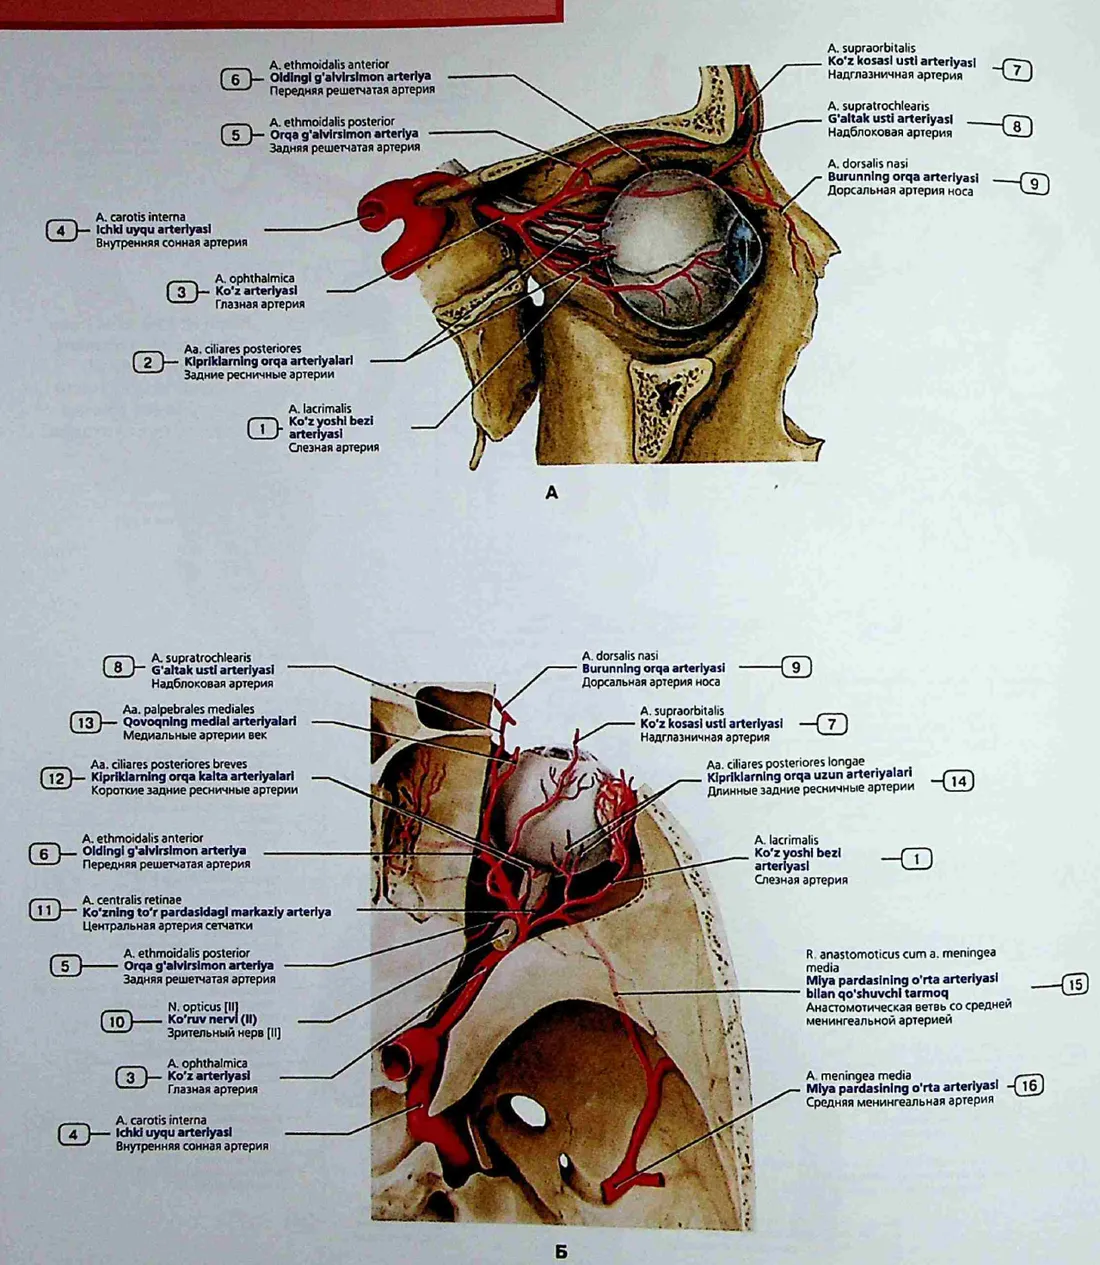 A. ethmoidalis anterior
6 Oldingi g'alvirsimon arteriya
Передняя решетчатая артерия
A. ethmoidalis posterior
5 Orqa g'alvirsimon arteriya
Задняя решетчатая артерия
A. carotis interna
4 Ichki uyqu arteriyasi
Внутренняя сонная артерия
A. ophthalmica
3 Ko'z arteriyasi
Глазная артерия
Aa. ciliares posteriores
2 Kipriklarning orqa arteriyalari
Задние ресничные артерии
A. lacrimalis
1 Ko'z yoshi bezi
arteriyasi
Слезная артерия
A. supraorbitalis
Ko'z kosasi usti arteriyasi 7
Надглазничная артерия
A. supratrochlearis
G'altak usti arteriyasi 8
Надблоковая артерия
A. dorsalis nasi
Burunning orqa arteriyasi 9
Дорсальная артерия носа
А
A. supratrochlearis
8 G'altak usti arteriyasi
Надблоковая артерия
Aa. palpebrales mediales
13 Qovoqning medial arteriyalari
Медиальные артерии век
Aa. ciliares posteriores breves
12 Kipriklarning orqa kalta arteriyalari
Короткие задние ресничные артерии
A. ethmoidalis anterior
6 Oldingi g'alvirsimon arteriya
Передняя решетчатая артерия
A. centralis retinae
11 Ko'zning to'r pardasidagi markaziy arteriya
Центральная артерия сетчатки
A. ethmoidalis posterior
5 Orqa g'alvirsimon arteriya
Задняя решетчатая артерия
N. opticus [II]
10 Ko'ruv nervi (II)
Зрительный нерв [II]
A. ophthalmica
3 Ko'z arteriyasi
Глазная артерия
A. carotis interna
4 Ichki uyqu arteriyasi
Внутренняя сонная артерия
A. dorsalis nasi
Burunning orqa arteriyasi 9
Дорсальная артерия носа
A. supraorbitalis
Ko'z kosasi usti arteriyasi 7
Надглазничная артерия
Aa. ciliares posteriores longae
Kipriklarning orqa uzun arteriyalari 14
Длинные задние ресничные артерии
A. lacrimalis
Ko'z yoshi bezi 1
arteriyasi
Слезная артерия
R. anastomoticus cum a. meningea
media
Miya pardasining o'rta arteriyasi 15
bilan qo'shuvchi tarmoq
Анастомотическая ветвь со средней
менингеальной артерией
A. meningea media
Miya pardasining o'rta arteriyasi 16
Средняя менингеальная артерия
Б